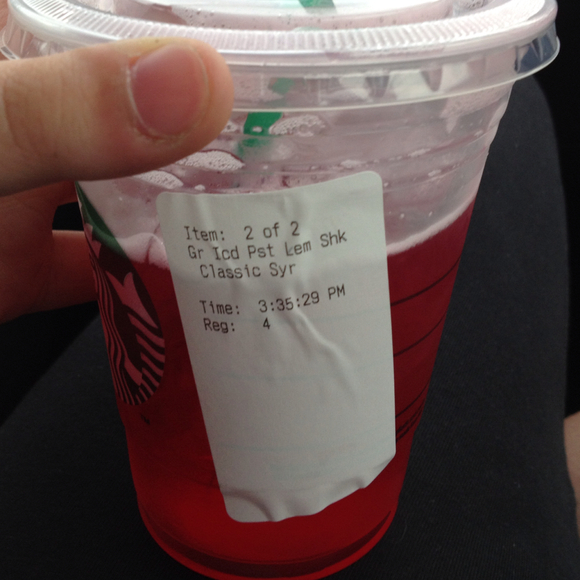 Item: 2 of 2
Gr Icd Pst Lem Shk
Classic Syr
Time: 3:35:29 PM
Reg: 4